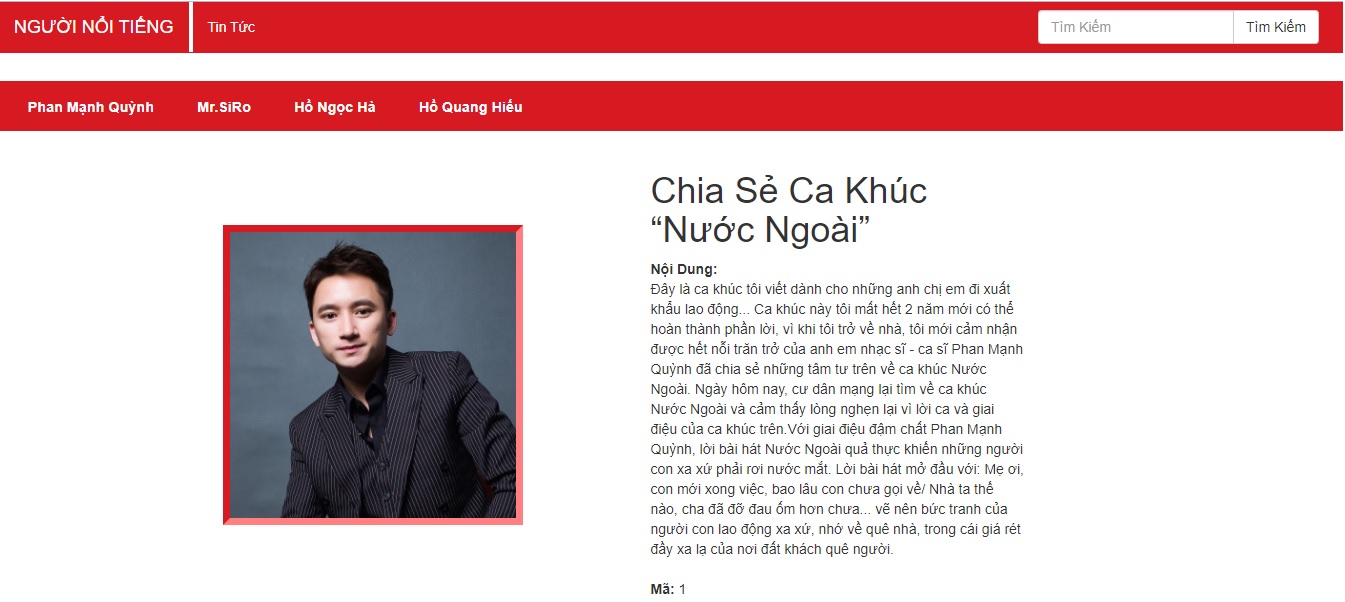 NGƯỜI NỔI TIẾNG Tin Tức Tìm Kiếm Tìm Kiếm
Phan Mạnh Quỳnh Mr.SiRo Hồ Ngọc Hà Hồ Quang Hiếu
Chia Sẻ Ca Khúc
“Nước Ngoài”
Nội Dung:
Đây là ca khúc tôi viết dành cho những anh chị em đi xuất
khẩu lao động... Ca khúc này tôi mất hết 2 năm mới có thể
hoàn thành phần lời, vì khi tôi trở về nhà, tôi mới cảm nhận
được hết nỗi trăn trở của anh em nhạc sĩ - ca sĩ Phan Mạnh
Quỳnh đã chia sẻ những tâm tư trên về ca khúc Nước
Ngoài. Ngày hôm nay, cư dân mạng lại tìm về ca khúc
Nước Ngoài và cảm thấy lòng nghẹn lại vì lời ca và giai
điệu của ca khúc trên.Với giai điệu đậm chất Phan Mạnh
Quỳnh, lời bài hát Nước Ngoài quả thực khiến những người
con xa xứ phải rơi nước mắt. Lời bài hát mở đầu với: Mẹ ơi,
con mới xong việc, bao lâu con chưa gọi về/ Nhà ta thế
nào, cha đã đỡ đau ốm hơn chưa... vẽ nên bức tranh của
người con lao động xa xứ, nhớ về quê nhà, trong cái giá rét
đầy xa lạ của nơi đất khách quê người.
Mã: 1